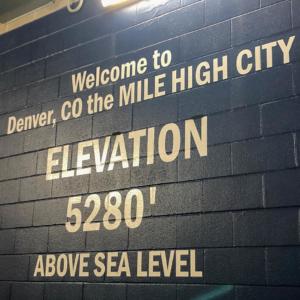 Welcome to
Denver, CO the MILE HIGH CITY
ELEVATION
5280'
ABOVE SEA LEVEL